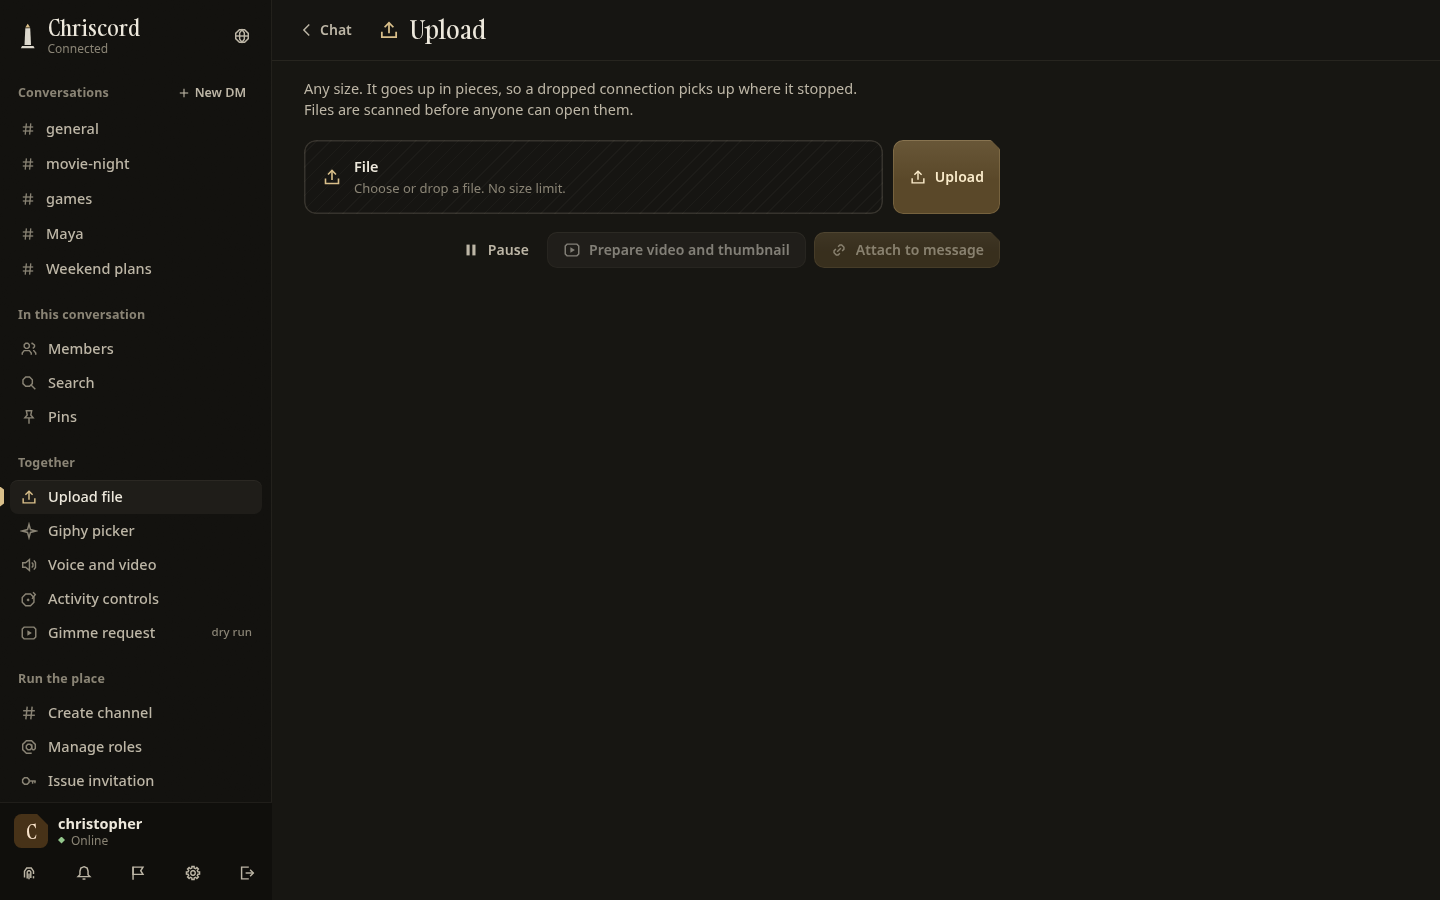 Chriscord
Connected
Conversations
New DM
general
movie-night
games
Maya
Weekend plans
In this conversation
Members
Search
Pins
Together
Upload file
Giphy picker
Voice and video
Activity controls
Gimme request
dry run
Run the place
Create channel
Manage roles
Issue invitation
C
christopher
Online
Chat
Upload
Any size. It goes up in pieces, so a dropped connection picks up where it stopped.
Files are scanned before anyone can open them.
File
Choose or drop a file. No size limit.
Upload
Pause
Prepare video and thumbnail
Attach to message